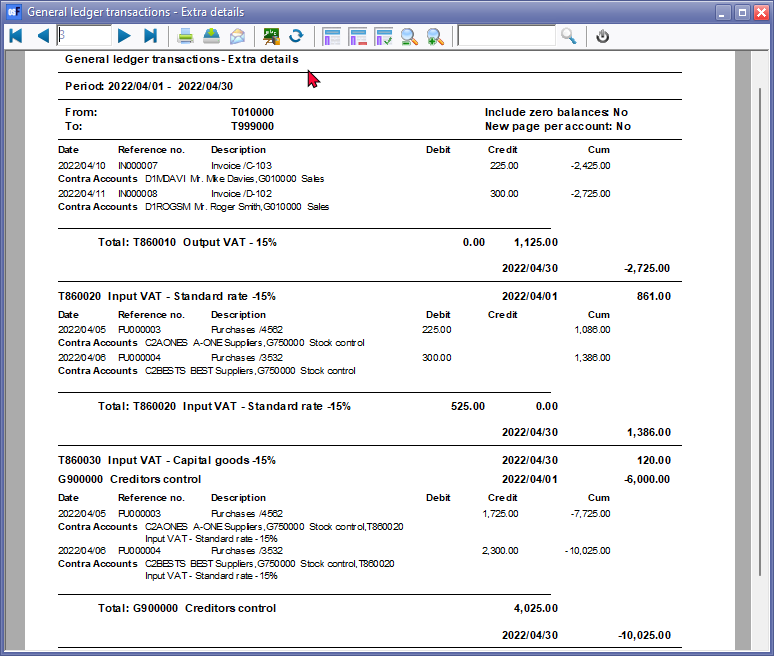 General ledger transactions - Extra details
3
General ledger transactions - Extra details
Period: 2022/04/01 - 2022/04/30
From: T010000 Include zero balances: No
To: T999000 New page per account: No
Date Reference no. Description Debit Credit Cum
2022/04/10 IN000007 Invoice /C-103 225.00 -2,425.00
Contra Accounts D1MDAVI Mr. Mike Davies,G010000 Sales
2022/04/11 IN000008 Invoice /D-102 300.00 -2,725.00
Contra Accounts D1ROGSM Mr. Roger Smith,G010000 Sales
Total: T860010 Output VAT - 15% 0.00 1,125.00
2022/04/30 -2,725.00
T860020 Input VAT - Standard rate -15% 2022/04/01 861.00
Date Reference no. Description Debit Credit Cum
2022/04/05 PU000003 Purchases /4562 225.00 1,086.00
Contra Accounts C2AONES A-ONE Suppliers,G750000 Stock control
2022/04/06 PU000004 Purchases /3532 300.00 1,386.00
Contra Accounts C2BESTS BEST Suppliers,G750000 Stock control
Total: T860020 Input VAT - Standard rate -15% 525.00 0.00
2022/04/30 1,386.00
T860030 Input VAT - Capital goods -15% 2022/04/30 120.00
G900000 Creditors control 2022/04/01 -6,000.00
Date Reference no. Description Debit Credit Cum
2022/04/05 PU000003 Purchases /4562 1,725.00 -7,725.00
Contra Accounts C2AONES A-ONE Suppliers,G750000 Stock control,T860020
Input VAT - Standard rate -15%
2022/04/06 PU000004 Purchases /3532 2,300.00 -10,025.00
Contra Accounts C2BESTS BEST Suppliers,G750000 Stock control,T860020
Input VAT - Standard rate -15%
Total: G900000 Creditors control 4,025.00
2022/04/30 -10,025.00